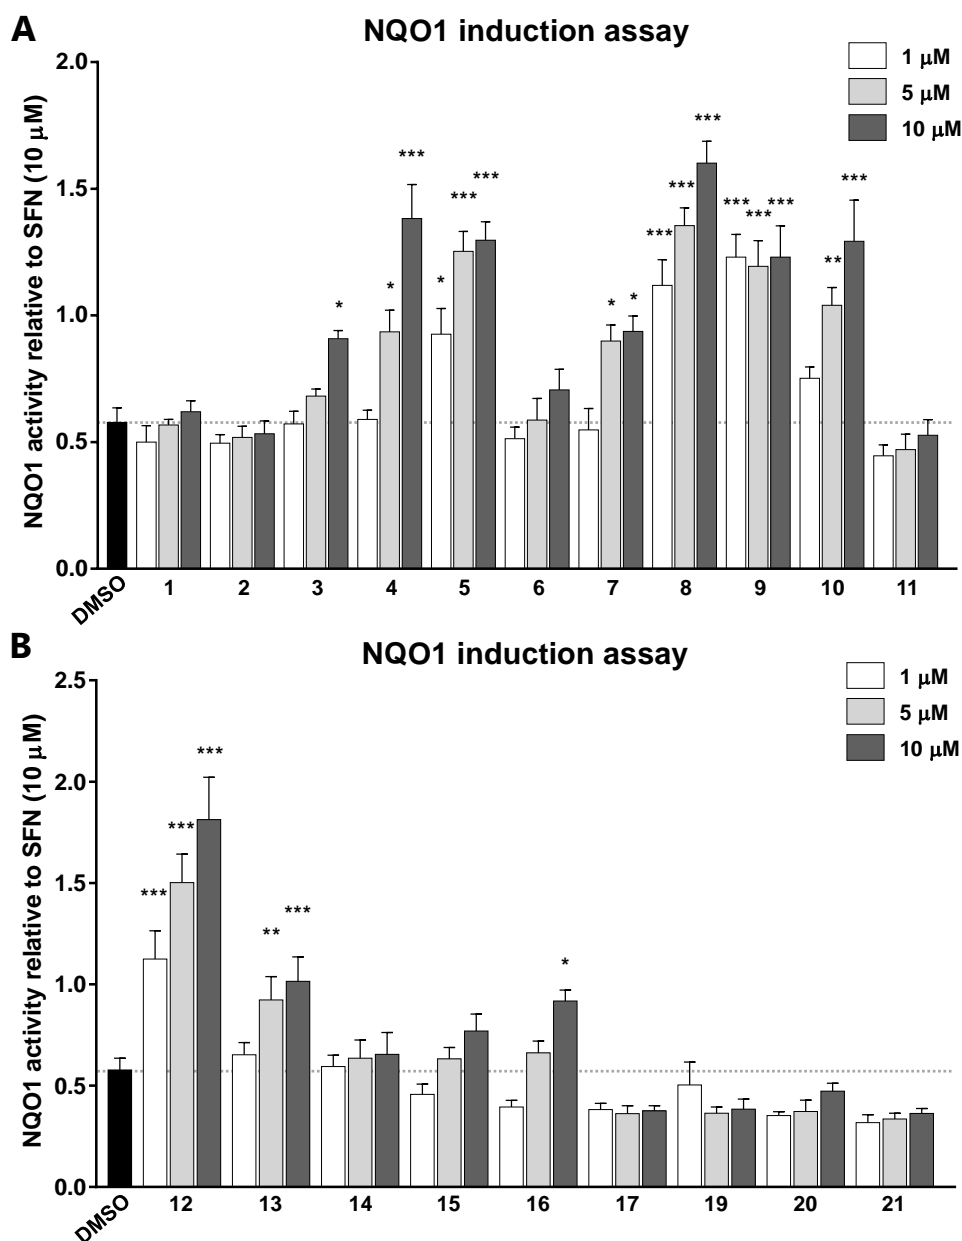 A
NQO1 induction assay
NQO1 activity relative to SFN (10 μM)
2.0
1.5
1.0
0.5
0.0
1 μM
5 μM
10 μM
* * *** * *** *** * * *** *** *** *** *** *** ** ***
DMSO 1 2 3 4 5 6 7 8 9 10 11
B
NQO1 induction assay
NQO1 activity relative to SFN (10 μM)
2.5
2.0
1.5
1.0
0.5
0.0
1 μM
5 μM
10 μM
*** *** *** ** *** *
DMSO 12 13 14 15 16 17 19 20 21